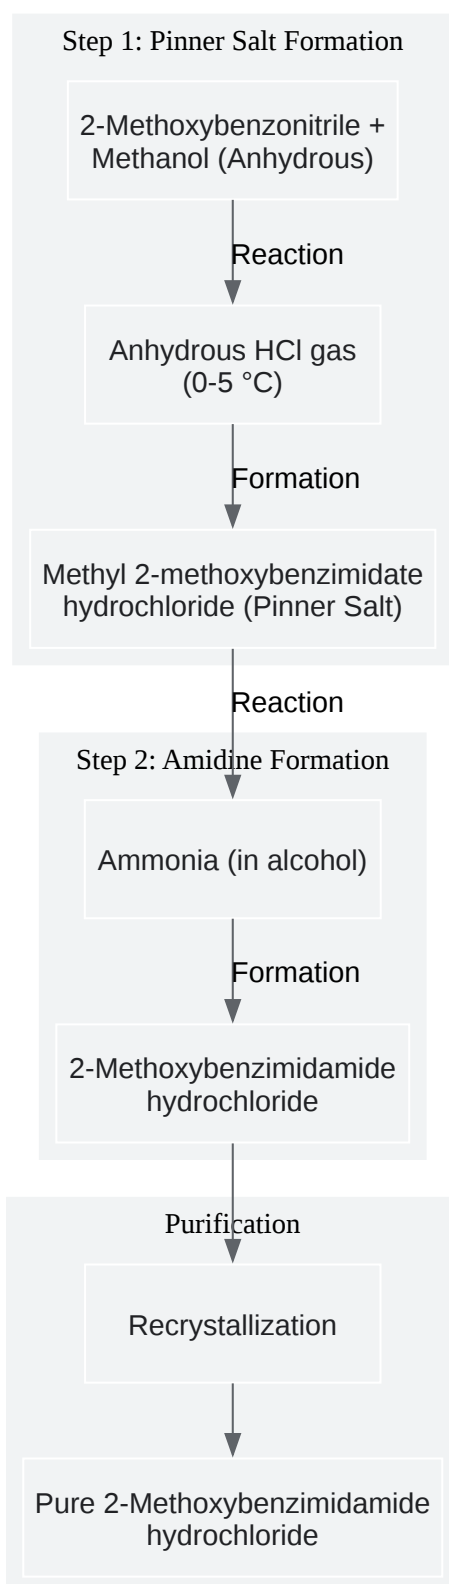 Step 1: Pinner Salt Formation
2-Methoxybenzonitrile +
Methanol (Anhydrous)
Reaction
Anhydrous HCl gas
(0-5 °C)
Formation
Methyl 2-methoxybenzimidate
hydrochloride (Pinner Salt)
Reaction
Step 2: Amidine Formation
Ammonia (in alcohol)
Formation
2-Methoxybenzimidamide
hydrochloride
Purification
Recrystallization
Pure 2-Methoxybenzimidamide
hydrochloride